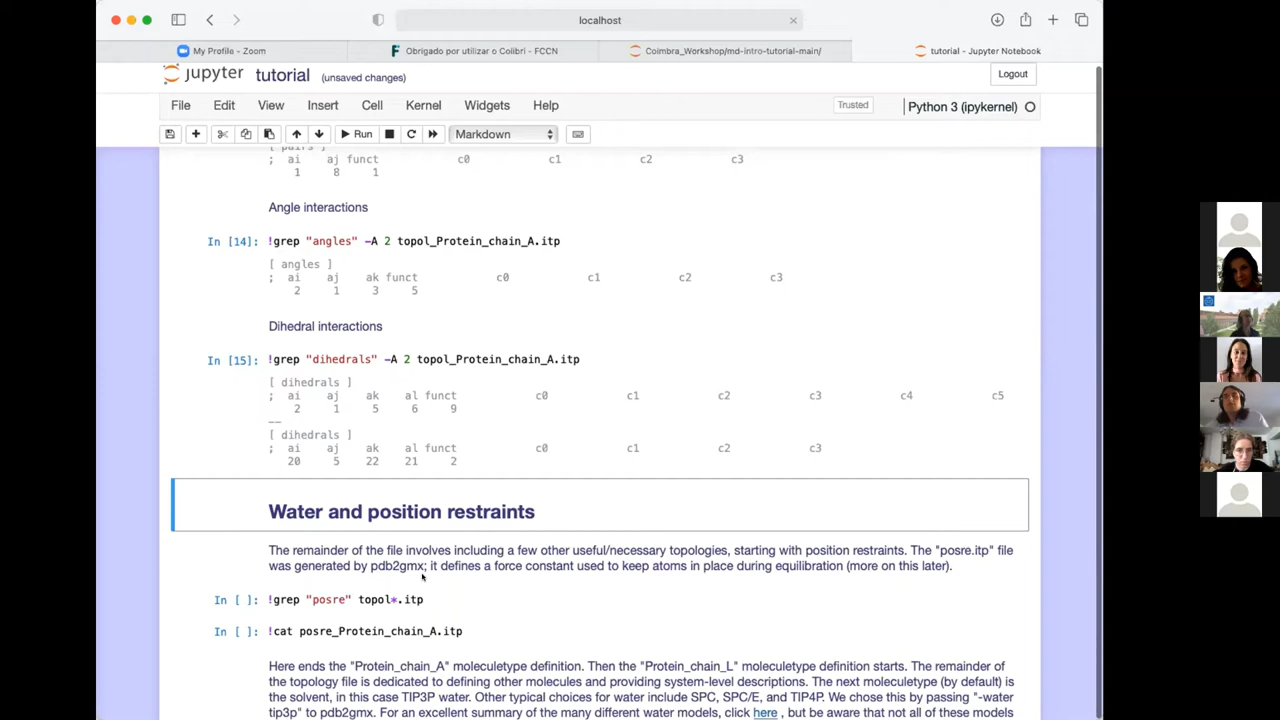 localhost
My Profile - Zoom
Obrigado por utilizar o Colibri - FCCN
Coimbra_Workshop/md-intro-tutorial-main/
tutorial - Jupyter Notebook
jupyter tutorial (unsaved changes)
Logout
File Edit View Insert Cell Kernel Widgets Help
Trusted
Python 3 (ipykernel)
Run
Markdown
[ pairs ]
; ai aj funct c0 c1 c2 c3
1 8 1
Angle interactions
In [14]: !grep "angles" -A 2 topol_Protein_chain_A.itp
[ angles ]
; ai aj ak funct c0 c1 c2 c3
2 1 3 5
Dihedral interactions
In [15]: !grep "dihedrals" -A 2 topol_Protein_chain_A.itp
[ dihedrals ]
; ai aj ak al funct c0 c1 c2 c3 c4 c5
2 1 5 6 9
--
[ dihedrals ]
; ai aj ak al funct c0 c1 c2 c3
20 5 22 21 2
Water and position restraints
The remainder of the file involves including a few other useful/necessary topologies, starting with position restraints. The "posre.itp" file
was generated by pdb2gmx; it defines a force constant used to keep atoms in place during equilibration (more on this later).
In [ ]: !grep "posre" topol*.itp
In [ ]: !cat posre_Protein_chain_A.itp
Here ends the "Protein_chain_A" moleculetype definition. Then the "Protein_chain_L" moleculetype definition starts. The remainder of
the topology file is dedicated to defining other molecules and providing system-level descriptions. The next moleculetype (by default) is
the solvent, in this case TIP3P water. Other typical choices for water include SPC, SPC/E, and TIP4P. We chose this by passing "-water
tip3p" to pdb2gmx. For an excellent summary of the many different water models, click here , but be aware that not all of these models